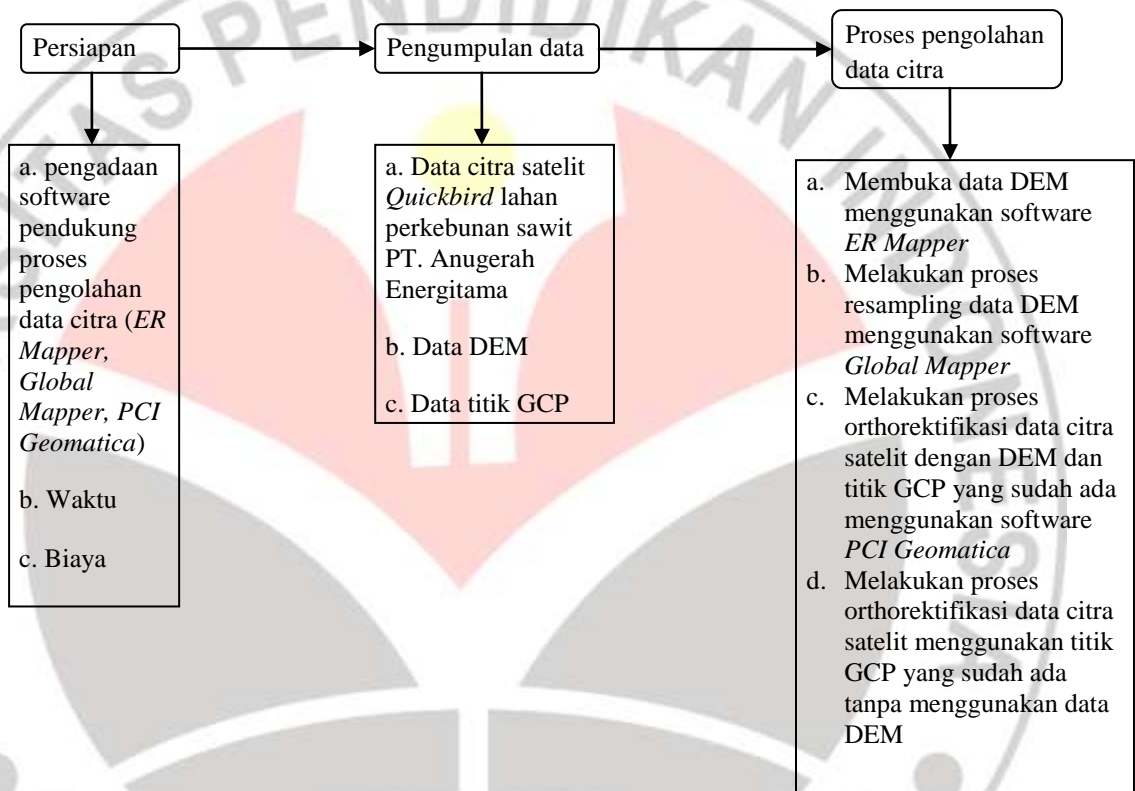 Persiapan
Pengumpulan data
Proses pengolahan
data citra
a. pengadaan
software
pendukung
proses
pengolahan
data citra (ER
Mapper,
Global
Mapper, PCI
Geomatica)
b. Waktu
c. Biaya
a. Data citra satelit
Quickbird lahan
perkebunan sawit
PT. Anugerah
Energitama
b. Data DEM
c. Data titik GCP
a. Membuka data DEM
menggunakan software
ER Mapper
b. Melakukan proses
resampling data DEM
menggunakan software
Global Mapper
c. Melakukan proses
orthorektifikasi data citra
satelit dengan DEM dan
titik GCP yang sudah ada
menggunakan software
PCI Geomatica
d. Melakukan proses
orthorektifikasi data citra
satelit menggunakan titik
GCP yang sudah ada
tanpa menggunakan data
DEM
ITAS PENDIDIKAN INDONESIA